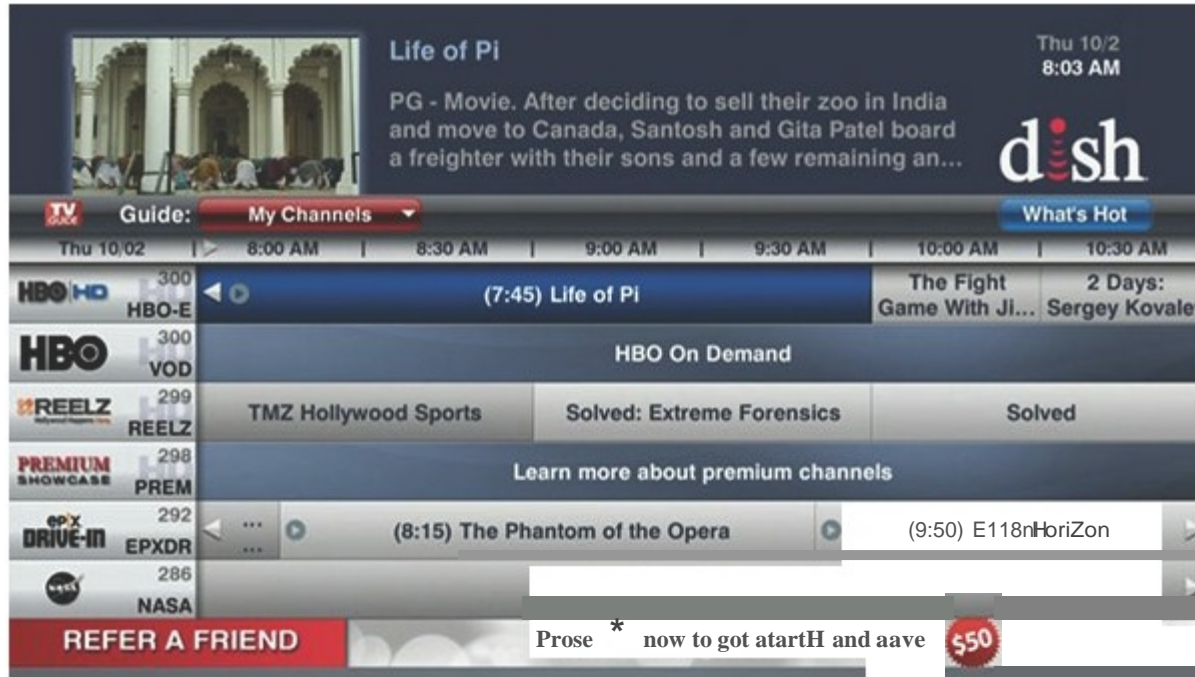 Life of Pi
Thu 10/2
8:03 AM
PG - Movie. After deciding to sell their zoo in India
and move to Canada, Santosh and Gita Patel board
a freighter with their sons and a few remaining an...
dish
TV GUIDE
Guide:
My Channels
What's Hot
Thu 10/02 8:00 AM 8:30 AM 9:00 AM 9:30 AM 10:00 AM 10:30 AM
HBO HD 300 HBO-E
(7:45) Life of Pi
The Fight
Game With Ji...
2 Days:
Sergey Kovale
HBO 300 VOD
HBO On Demand
REELZ 299 REELZ
TMZ Hollywood Sports
Solved: Extreme Forensics
Solved
PREMIUM SHOWCASE 298 PREM
Learn more about premium channels
epix DRIVE-IN 292 EPXDR
...
...
(8:15) The Phantom of the Opera
(9:50) E118nHoriZon
NASA 286 NASA
REFER A FRIEND
Prose * now to got atartH and aave $50